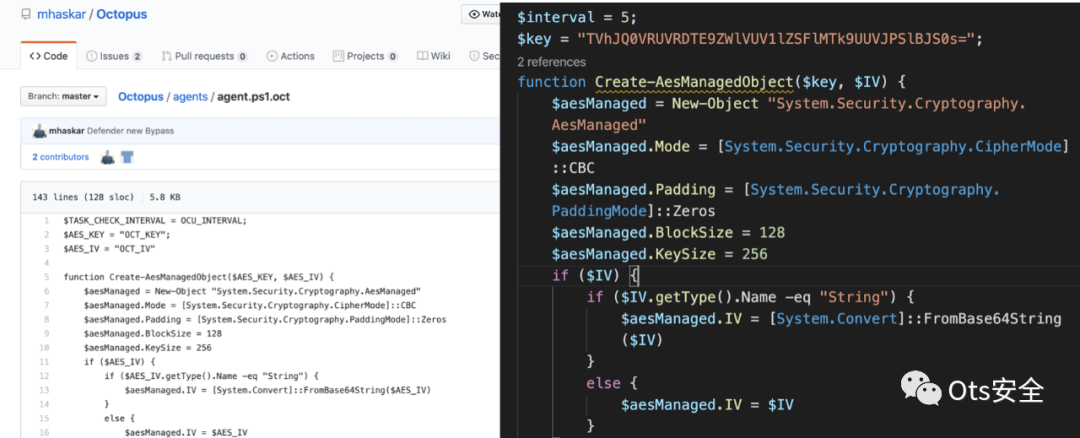 mhaskar / Octopus
Wat
Code
Issues 2
Pull requests 0
Actions
Projects 0
Wiki
Sec
Branch: master
Octopus / agents / agent.ps1.oct
mhaskar Defender new Bypass
2 contributors
143 lines (128 sloc) 5.8 KB
1 $TASK_CHECK_INTERVAL = OCU_INTERVAL;
2 $AES_KEY = "OCT_KEY";
3 $AES_IV = "OCT_IV"
4
5 function Create-AesManagedObject($AES_KEY, $AES_IV) {
6 $aesManaged = New-Object "System.Security.Cryptography.AesManaged"
7 $aesManaged.Mode = [System.Security.Cryptography.CipherMode]::CBC
8 $aesManaged.Padding = [System.Security.Cryptography.PaddingMode]::Zeros
9 $aesManaged.BlockSize = 128
10 $aesManaged.KeySize = 256
11 if ($AES_IV) {
12 if ($AES_IV.getType().Name -eq "String") {
13 $aesManaged.IV = [System.Convert]::FromBase64String($AES_IV)
14 }
15 else {
16 $aesManaged.IV = $AES_IV
$interval = 5;
$key = "TVhJQ0VRUVRDTE9ZWlVUV1lZSFlMTk9UUVJPSlBJS0s=";
2 references
function Create-AesManagedObject($key, $IV) {
$aesManaged = New-Object "System.Security.Cryptography.
AesManaged"
$aesManaged.Mode = [System.Security.Cryptography.CipherMode]
::CBC
$aesManaged.Padding = [System.Security.Cryptography.
PaddingMode]::Zeros
$aesManaged.BlockSize = 128
$aesManaged.KeySize = 256
if ($IV) {
if ($IV.getType().Name -eq "String") {
$aesManaged.IV = [System.Convert]::FromBase64String
($IV)
}
else {
$aesManaged.IV = $IV
}
Ots安全